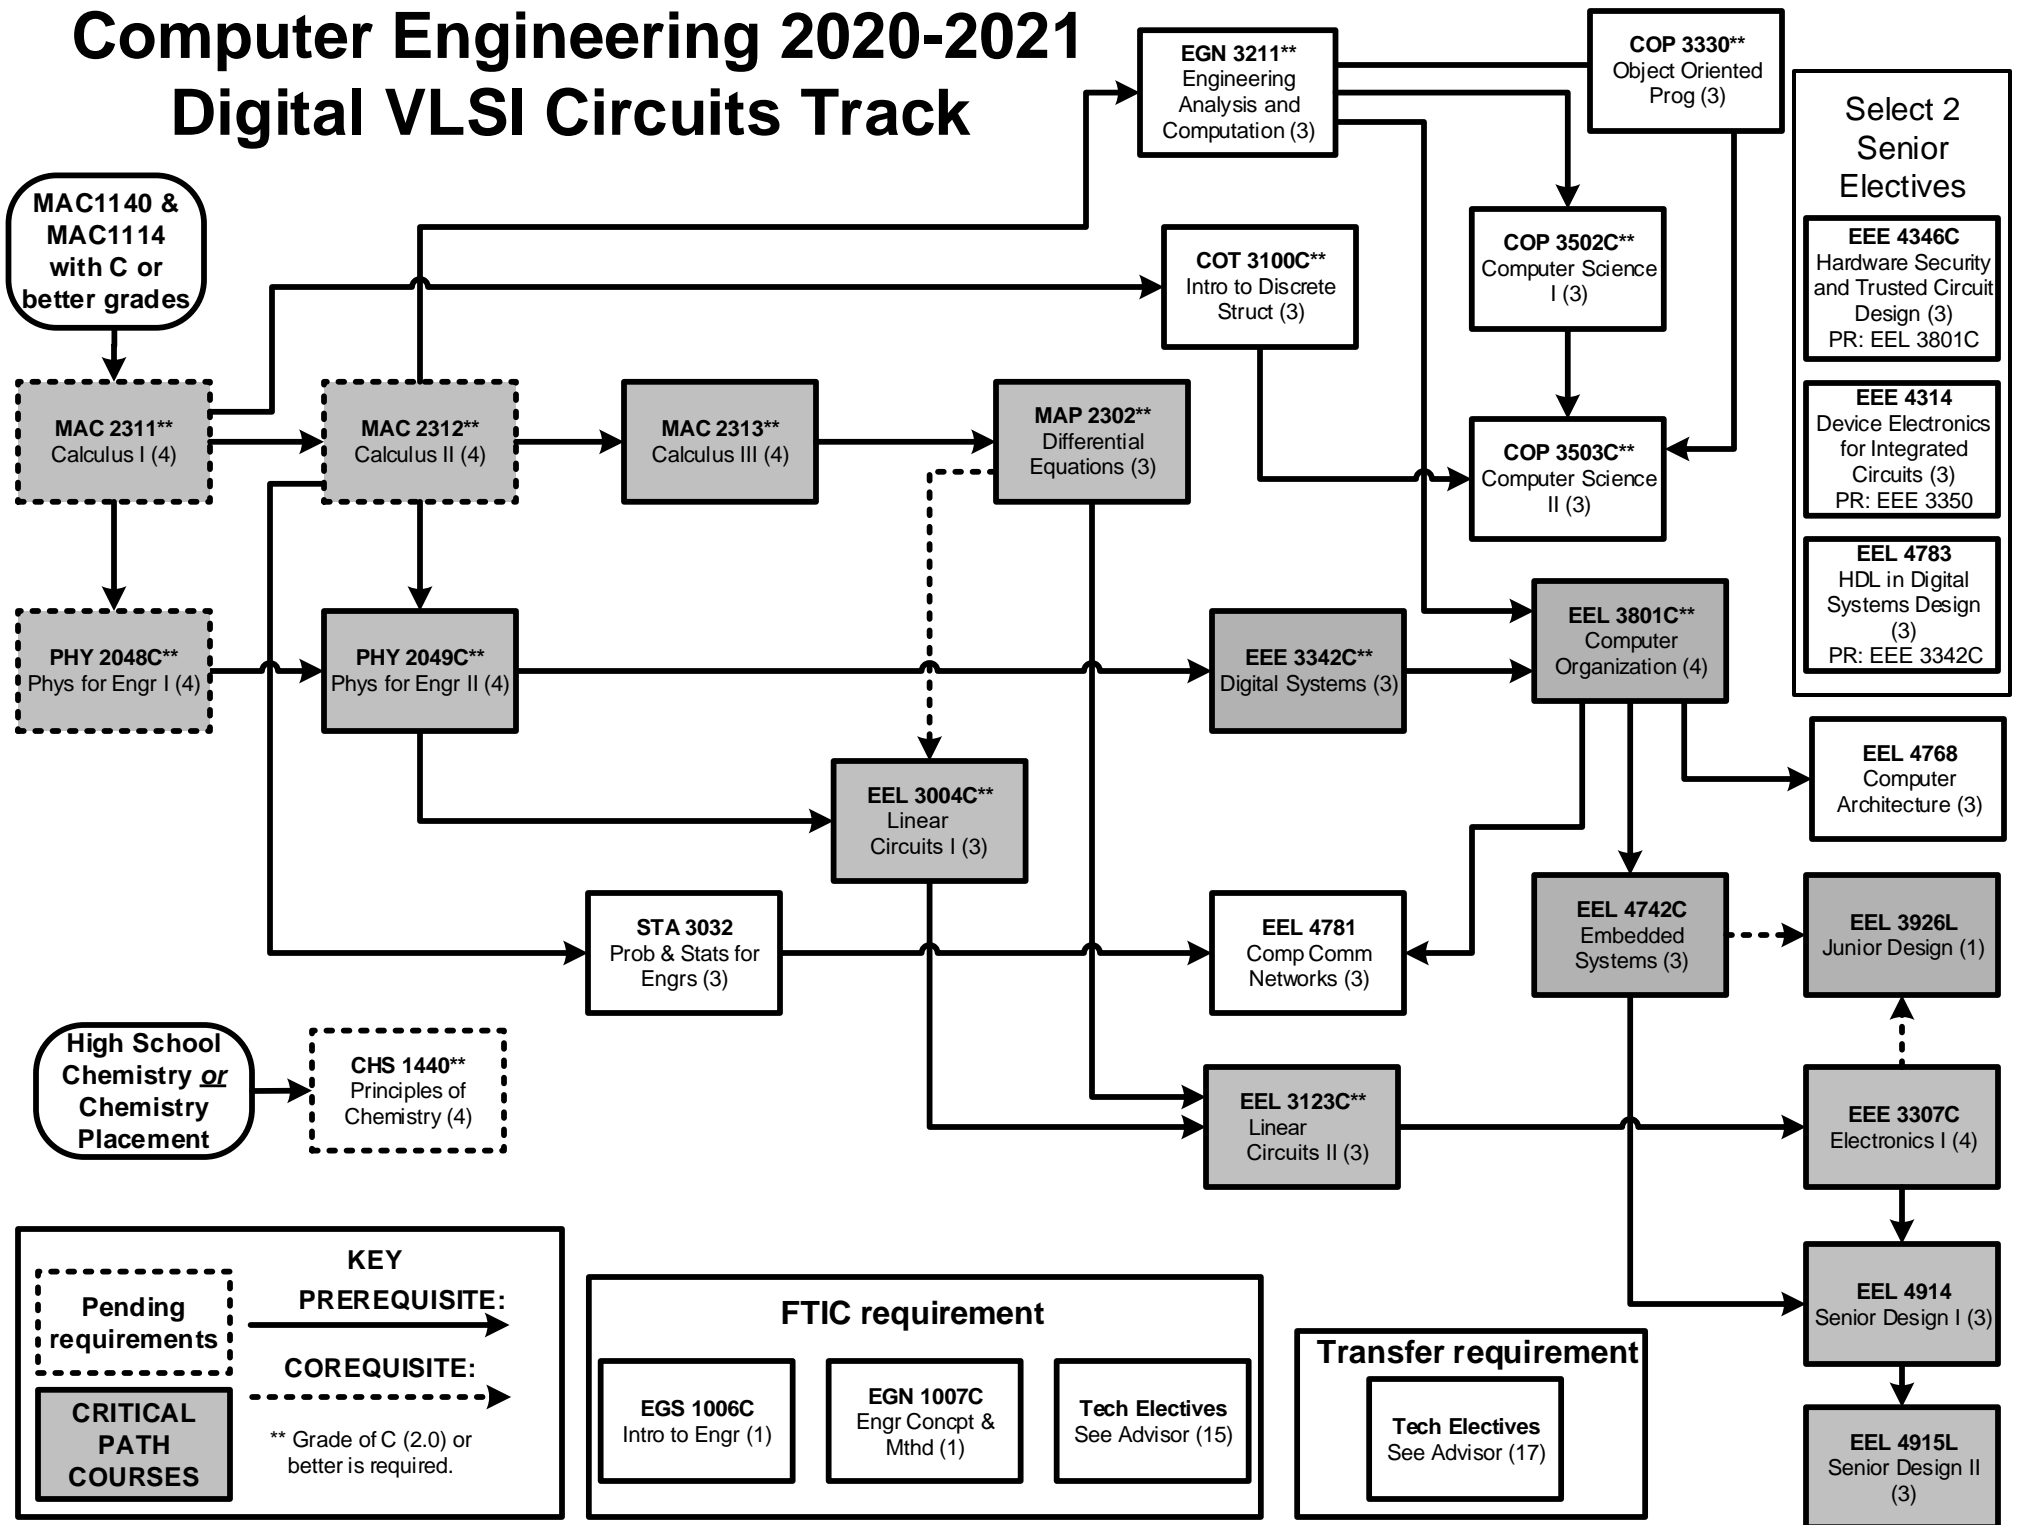 Computer Engineering 2020-2021
Digital VLSI Circuits Track
EGN 3211**
Engineering
Analysis and
Computation (3)
COP 3330**
Object Oriented
Prog (3)
Select 2
Senior
Electives
EEE 4346C
Hardware Security
and Trusted Circuit
Design (3)
PR: EEL 3801C
EEE 4314
Device Electronics
for Integrated
Circuits (3)
PR: EEE 3350
EEL 4783
HDL in Digital
Systems Design
(3)
PR: EEE 3342C
MAC1140 &
MAC1114
with C or
better grades
COT 3100C**
Intro to Discrete
Struct (3)
COP 3502C**
Computer Science
I (3)
MAC 2311**
Calculus I (4)
MAC 2312**
Calculus II (4)
MAC 2313**
Calculus III (4)
MAP 2302**
Differential
Equations (3)
COP 3503C**
Computer Science
II (3)
PHY 2048C**
Phys for Engr I (4)
PHY 2049C**
Phys for Engr II (4)
EEE 3342C**
Digital Systems (3)
EEL 3801C**
Computer
Organization (4)
EEL 4768
Computer
Architecture (3)
EEL 3004C**
Linear
Circuits I (3)
STA 3032
Prob & Stats for
Engrs (3)
EEL 4781
Comp Comm
Networks (3)
EEL 4742C
Embedded
Systems (3)
EEL 3926L
Junior Design (1)
High School
Chemistry or
Chemistry
Placement
CHS 1440**
Principles of
Chemistry (4)
EEL 3123C**
Linear
Circuits II (3)
EEE 3307C
Electronics I (4)
EEL 4914
Senior Design I (3)
EEL 4915L
Senior Design II
(3)
KEY
Pending
requirements
PREREQUISITE:
COREQUISITE:
CRITICAL
PATH
COURSES
** Grade of C (2.0) or
better is required.
FTIC requirement
EGS 1006C
Intro to Engr (1)
EGN 1007C
Engr Concpt &
Mthd (1)
Tech Electives
See Advisor (15)
Transfer requirement
Tech Electives
See Advisor (17)